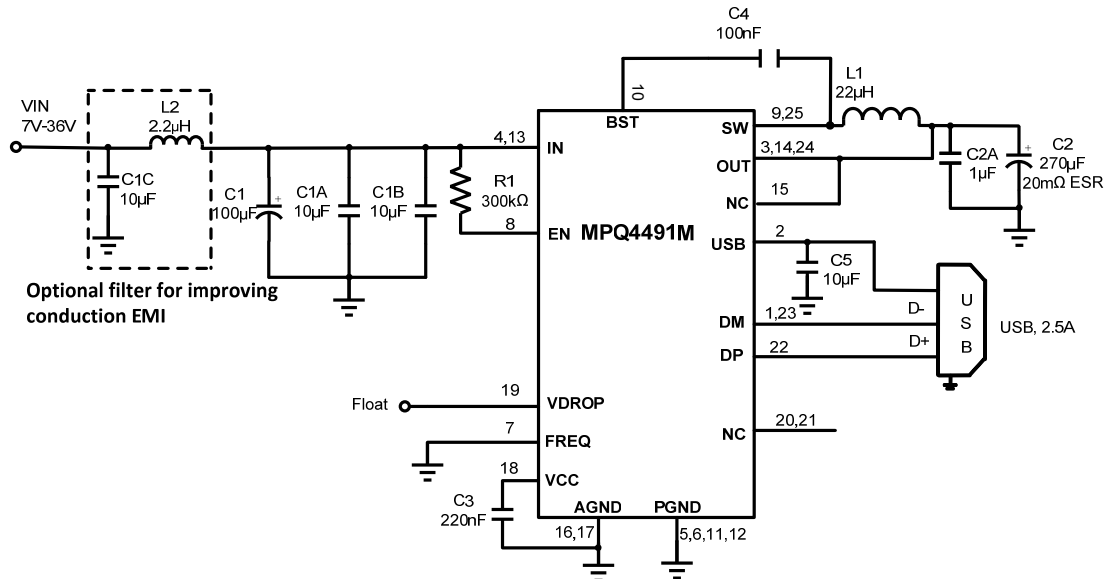 C4
100nF
L1
22µH
10
BST
9,25
SW
VIN
7V-36V
L2
2.2µH
4,13
IN
3,14,24
OUT
C2A
1µF
C2
270µF
20mΩ ESR
+
C1C
10µF
C1
100µF
+
C1A
10µF
C1B
10µF
R1
300kΩ
15
NC
8
EN
MPQ4491M
2
USB
C5
10µF
Optional filter for improving
conduction EMI
D-
U
S
B
USB, 2.5A
1,23
DM
D+
22
DP
Float
19
VDROP
7
FREQ
20,21
NC
18
VCC
C3
220nF
AGND
PGND
16,17
5,6,11,12